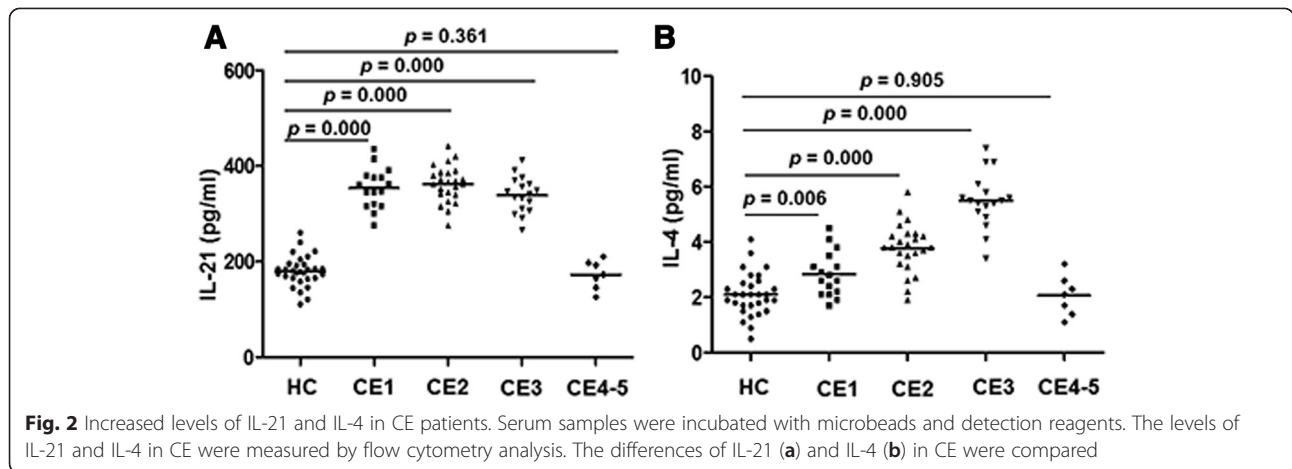 A
p = 0.361
600
p = 0.000
p = 0.000
p = 0.000
400
IL-21 (pg/ml)
200
0
HC CE1 CE2 CE3 CE4-5
B
10
p = 0.905
8
p = 0.000
p = 0.000
6
p = 0.006
IL-4 (pg/ml)
4
2
0
HC CE1 CE2 CE3 CE4-5
Fig. 2 Increased levels of IL-21 and IL-4 in CE patients. Serum samples were incubated with microbeads and detection reagents. The levels of
IL-21 and IL-4 in CE were measured by flow cytometry analysis. The differences of IL-21 (a) and IL-4 (b) in CE were compared